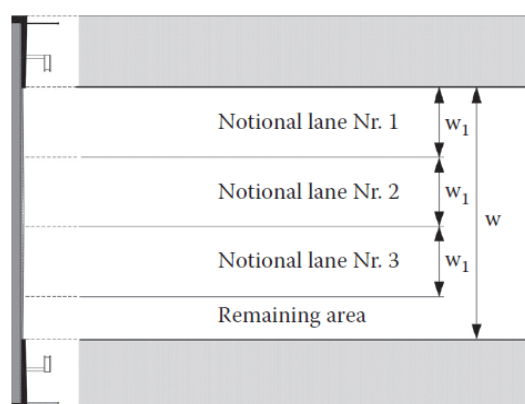 Notional lane Nr. 1
w1
Notional lane Nr. 2
w1
w
Notional lane Nr. 3
w1
Remaining area